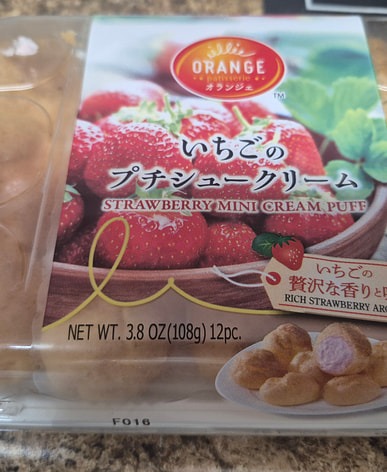 ORANGE
patisserie
オランジェ
TM
いちごの
プチシュークリーム
STRAWBERRY MINI CREAM PUFF
いちごの
贅沢な香りと
RICH STRAWBERRY
NET WT. 3.8 OZ(108g) 12pc.
F016